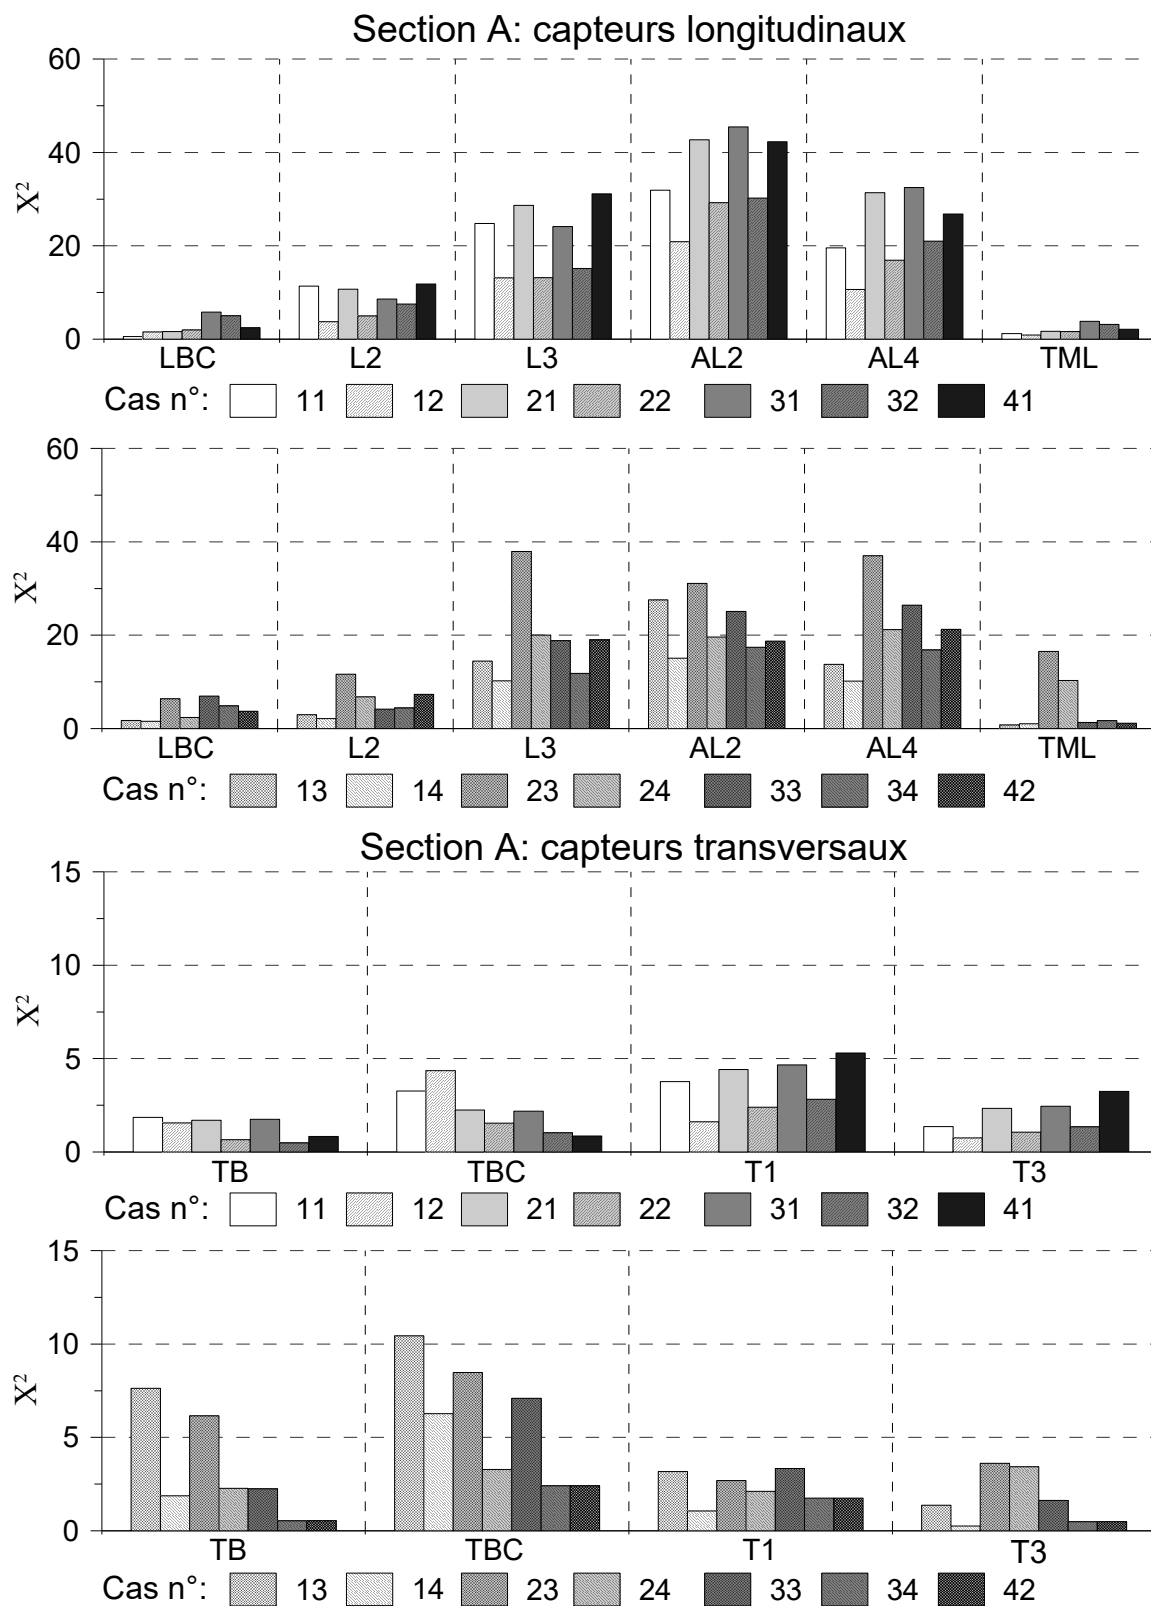 Section A: capteurs longitudinaux
60
40
20
0
X²
LBC L2 L3 AL2 AL4 TML
Cas n°: 11 12 21 22 31 32 41
60
40
20
0
X²
LBC L2 L3 AL2 AL4 TML
Cas n°: 13 14 23 24 33 34 42
Section A: capteurs transversaux
15
10
5
0
X²
TB TBC T1 T3
Cas n°: 11 12 21 22 31 32 41
15
10
5
0
X²
TB TBC T1 T3
Cas n°: 13 14 23 24 33 34 42